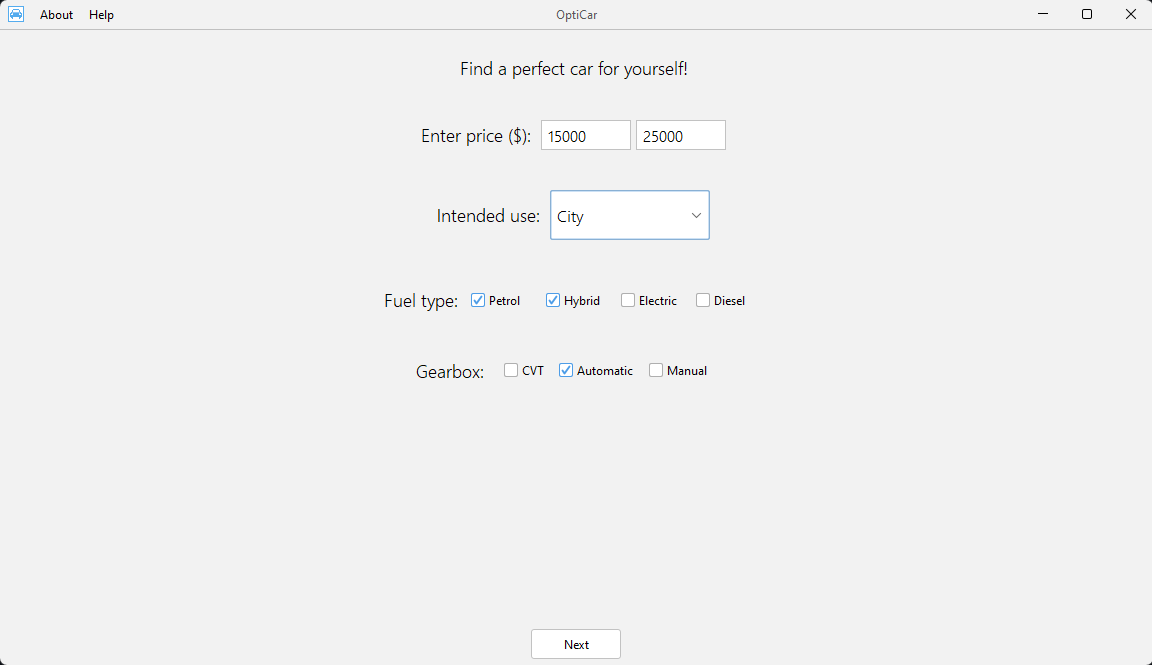 About Help OptiCar
Find a perfect car for yourself!
Enter price ($): 15000 25000
Intended use: City
Fuel type: Petrol Hybrid Electric Diesel
Gearbox: CVT Automatic Manual
Next